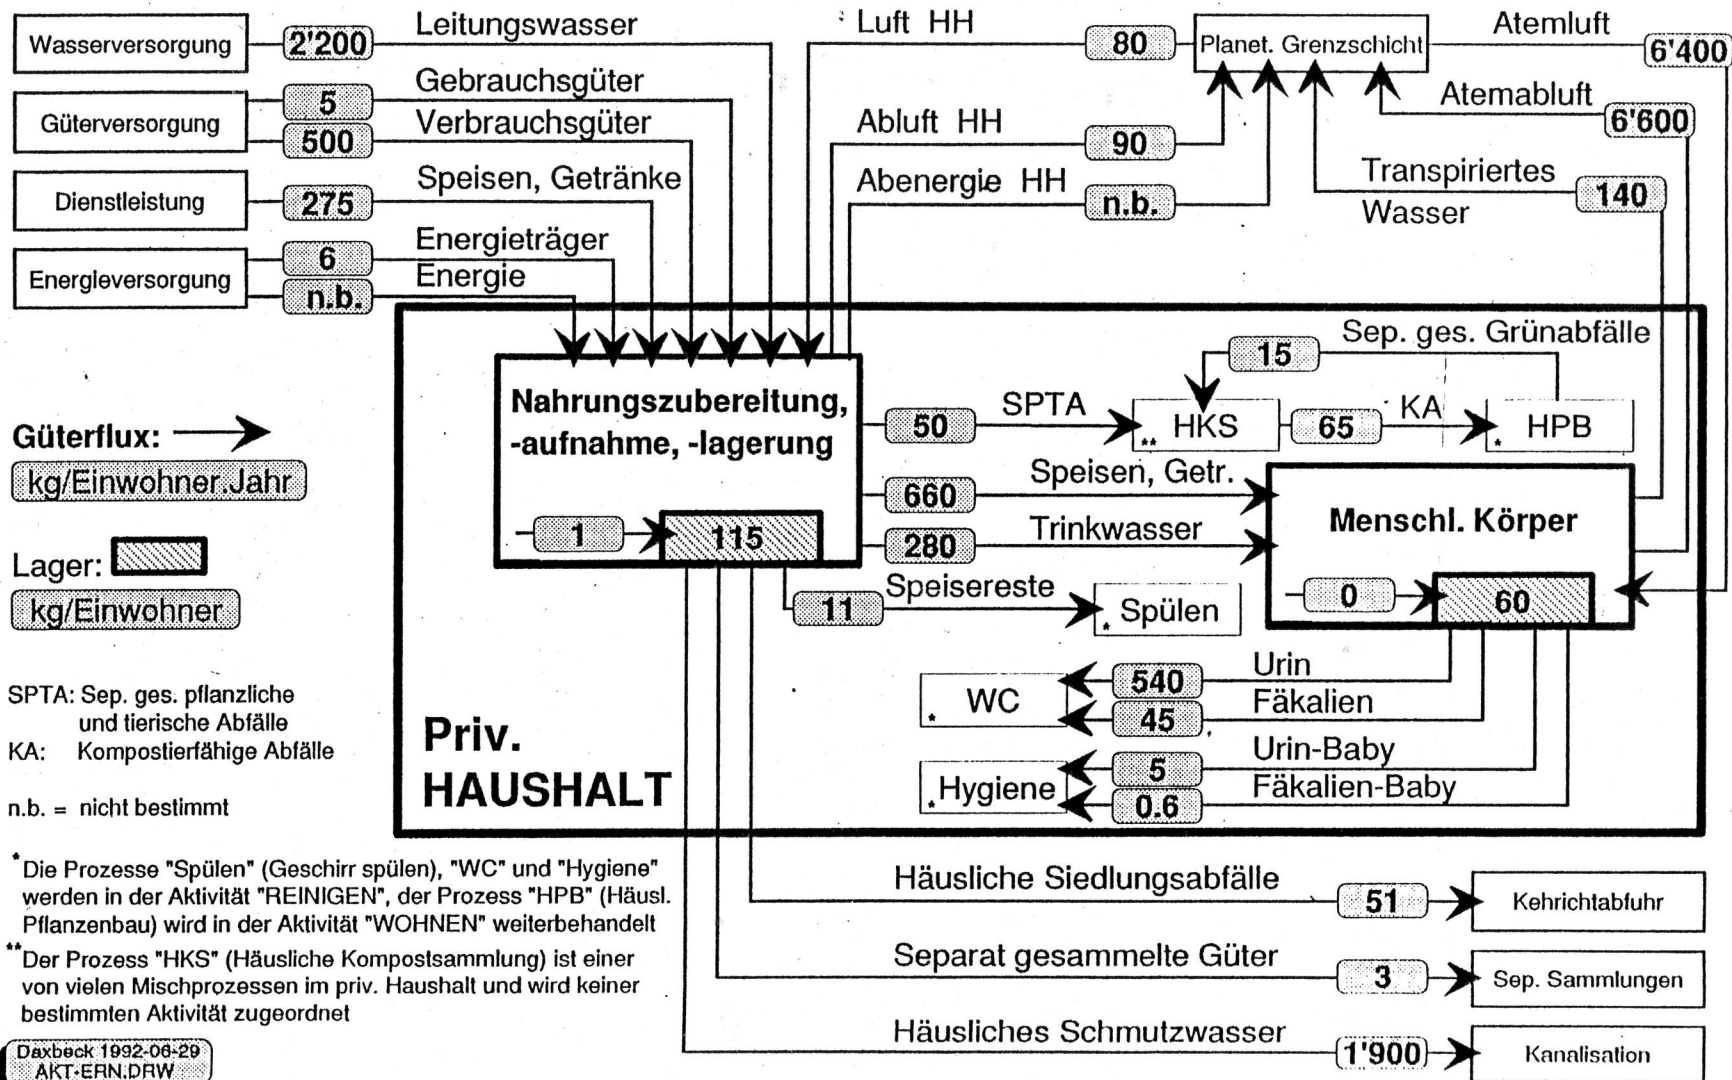 Wasserversorgung
2'200
Leitungswasser
Luft HH
80
Planet. Grenzschicht
Atemluft
6'400
Güterversorgung
5
Gebrauchsgüter
500
Verbrauchsgüter
Abluft HH
90
Atemabluft
6'600
Dienstleistung
275
Speisen, Getränke
Abenergie HH
n.b.
Transpiriertes
Wasser
140
Energieversorgung
6
Energieträger
n.b.
Energie
Güterflux:
kg/Einwohner.Jahr
Lager:
kg/Einwohner
SPTA: Sep. ges. pflanzliche
und tierische Abfälle
KA: Kompostierfähige Abfälle
n.b. = nicht bestimmt
Nahrungszubereitung,
-aufnahme, -lagerung
1
115
50
SPTA
** HKS
65
KA
* HPB
15
Sep. ges. Grünabfälle
660
Speisen, Getr.
280
Trinkwasser
Menschl. Körper
0
60
11
Speisereste
* Spülen
* WC
540
Urin
45
Fäkalien
* Hygiene
5
Urin-Baby
0.6
Fäkalien-Baby
Priv.
HAUSHALT
Häusliche Siedlungsabfälle
51
Kehrichtabfuhr
Separat gesammelte Güter
3
Sep. Sammlungen
Häusliches Schmutzwasser
1'900
Kanalisation
* Die Prozesse "Spülen" (Geschirr spülen), "WC" und "Hygiene"
werden in der Aktivität "REINIGEN", der Prozess "HPB" (Häusl.
Pflanzenbau) wird in der Aktivität "WOHNEN" weiterbehandelt
** Der Prozess "HKS" (Häusliche Kompostsammlung) ist einer
von vielen Mischprozessen im priv. Haushalt und wird keiner
bestimmten Aktivität zugeordnet
Daxbeck 1992-06-29
AKT-ERN.DRW